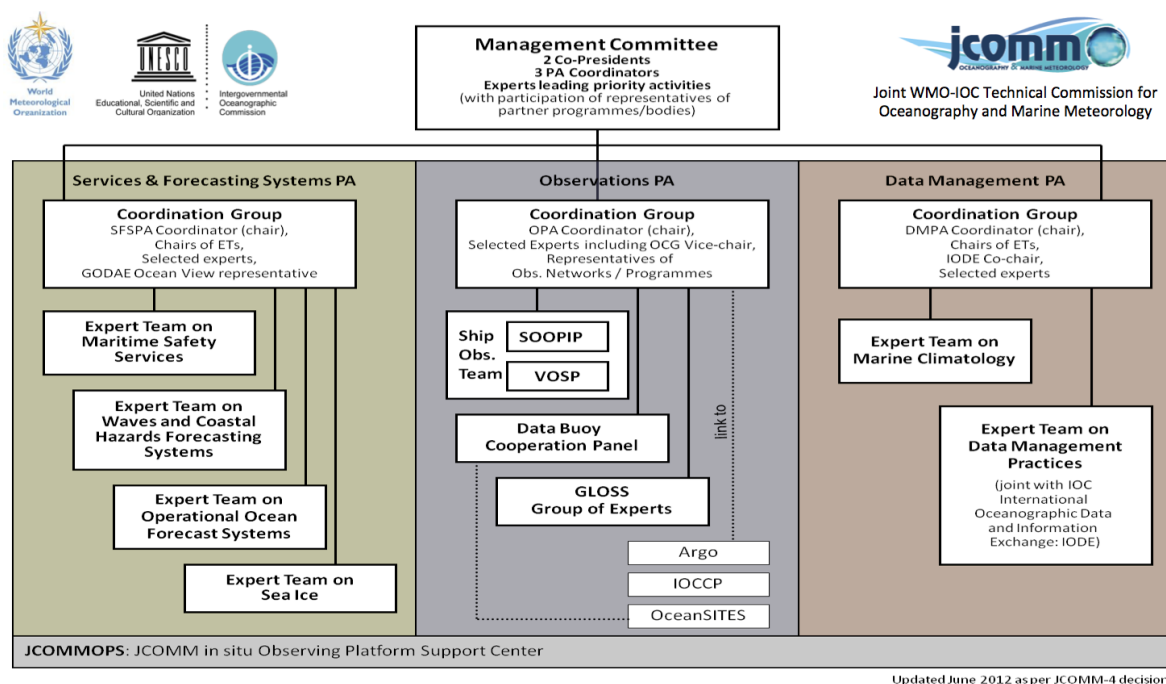 World
Meteorological
Organization
UNESCO
United Nations
Educational, Scientific and
Cultural Organization
Intergovernmental
Oceanographic
Commission
Management Committee
2 Co-Presidents
3 PA Coordinators
Experts leading priority activities
(with participation of representatives of
partner programmes/bodies)
jcomm
OCEANOGRAPHY & MARINE METEOROLOGY
Joint WMO-IOC Technical Commission for
Oceanography and Marine Meteorology
Services & Forecasting Systems PA
Coordination Group
SFSPA Coordinator (chair),
Chairs of ETs,
Selected experts,
GODAE Ocean View representative
Expert Team on
Maritime Safety
Services
Expert Team on
Waves and Coastal
Hazards Forecasting
Systems
Expert Team on
Operational Ocean
Forecast Systems
Expert Team on
Sea Ice
Observations PA
Coordination Group
OPA Coordinator (chair),
Selected Experts including OCG Vice-chair,
Representatives of
Obs. Networks / Programmes
Ship
Obs.
Team
SOOPIP
VOSP
Data Buoy
Cooperation Panel
GLOSS
Group of Experts
link to
Argo
IOCCP
OceanSITES
Data Management PA
Coordination Group
DMPA Coordinator (chair),
Chairs of ETs,
IODE Co-chair,
Selected experts
Expert Team on
Marine Climatology
Expert Team on
Data Management
Practices
(joint with IOC
International
Oceanographic Data
and Information
Exchange: IODE)
JCOMMOPS: JCOMM in situ Observing Platform Support Center
Updated June 2012 as per JCOMM-4 decision